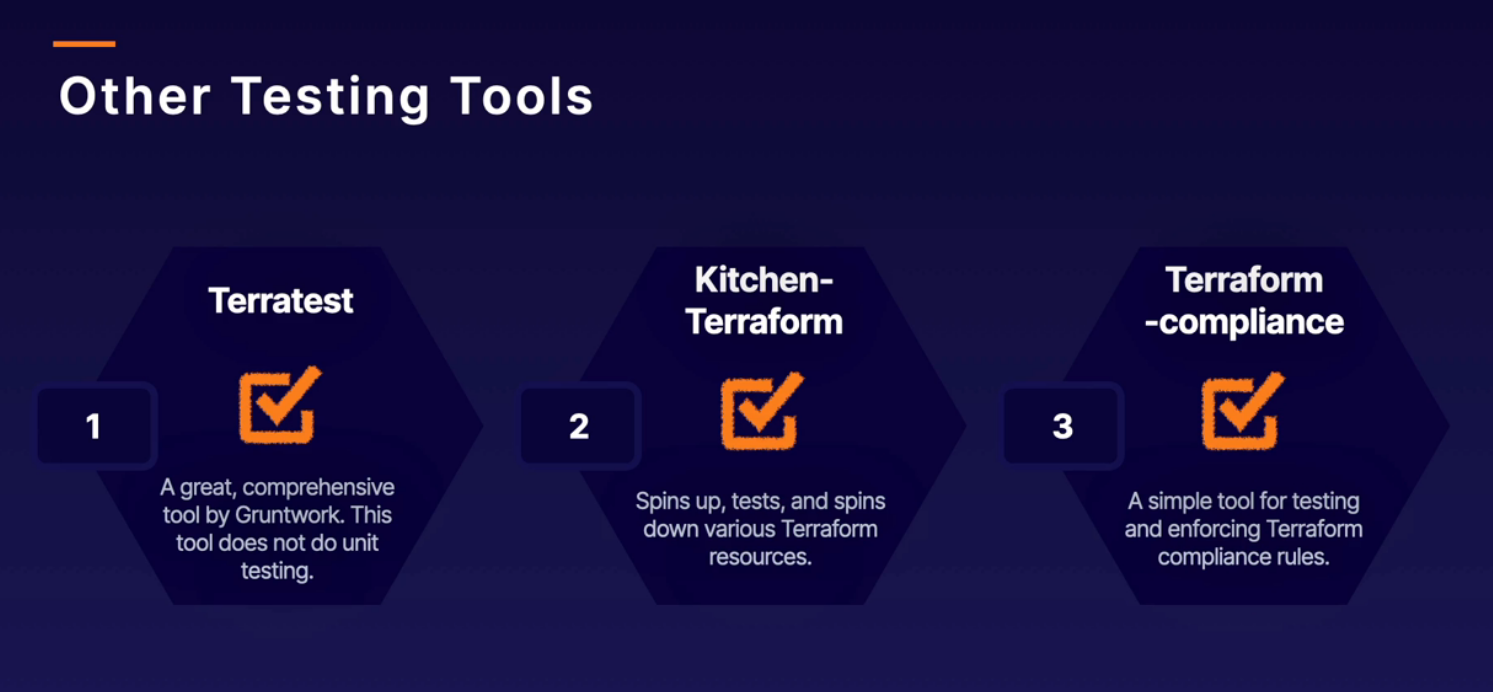 Other Testing Tools
Terratest
1
A great, comprehensive
tool by Gruntwork. This
tool does not do unit
testing.
Kitchen-
Terraform
2
Spins up, tests, and spins
down various Terraform
resources.
Terraform
-compliance
3
A simple tool for testing
and enforcing Terraform
compliance rules.